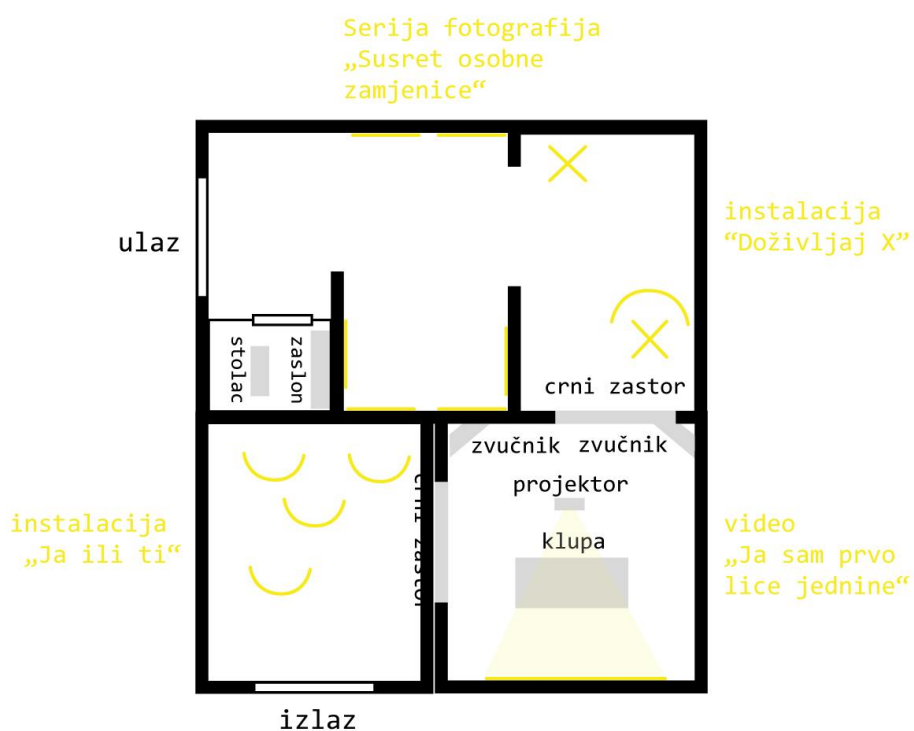 Serija fotografija
„Susret osobne
zamjenice“
ulaz
instalacija
“Doživljaj X”
stolac
zaslon
crni zastor
zvučnik
zvučnik
projektor
klupa
crni zastor
instalacija
„Ja ili ti“
video
„Ja sam prvo
lice jednine“
izlaz